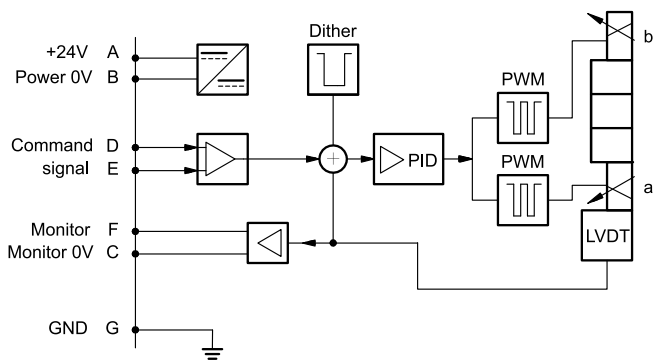 Dither
+24V A
Power 0V B
PWM
b
Command D
signal E
PID
PWM
a
Monitor F
Monitor 0V C
LVDT
GND G